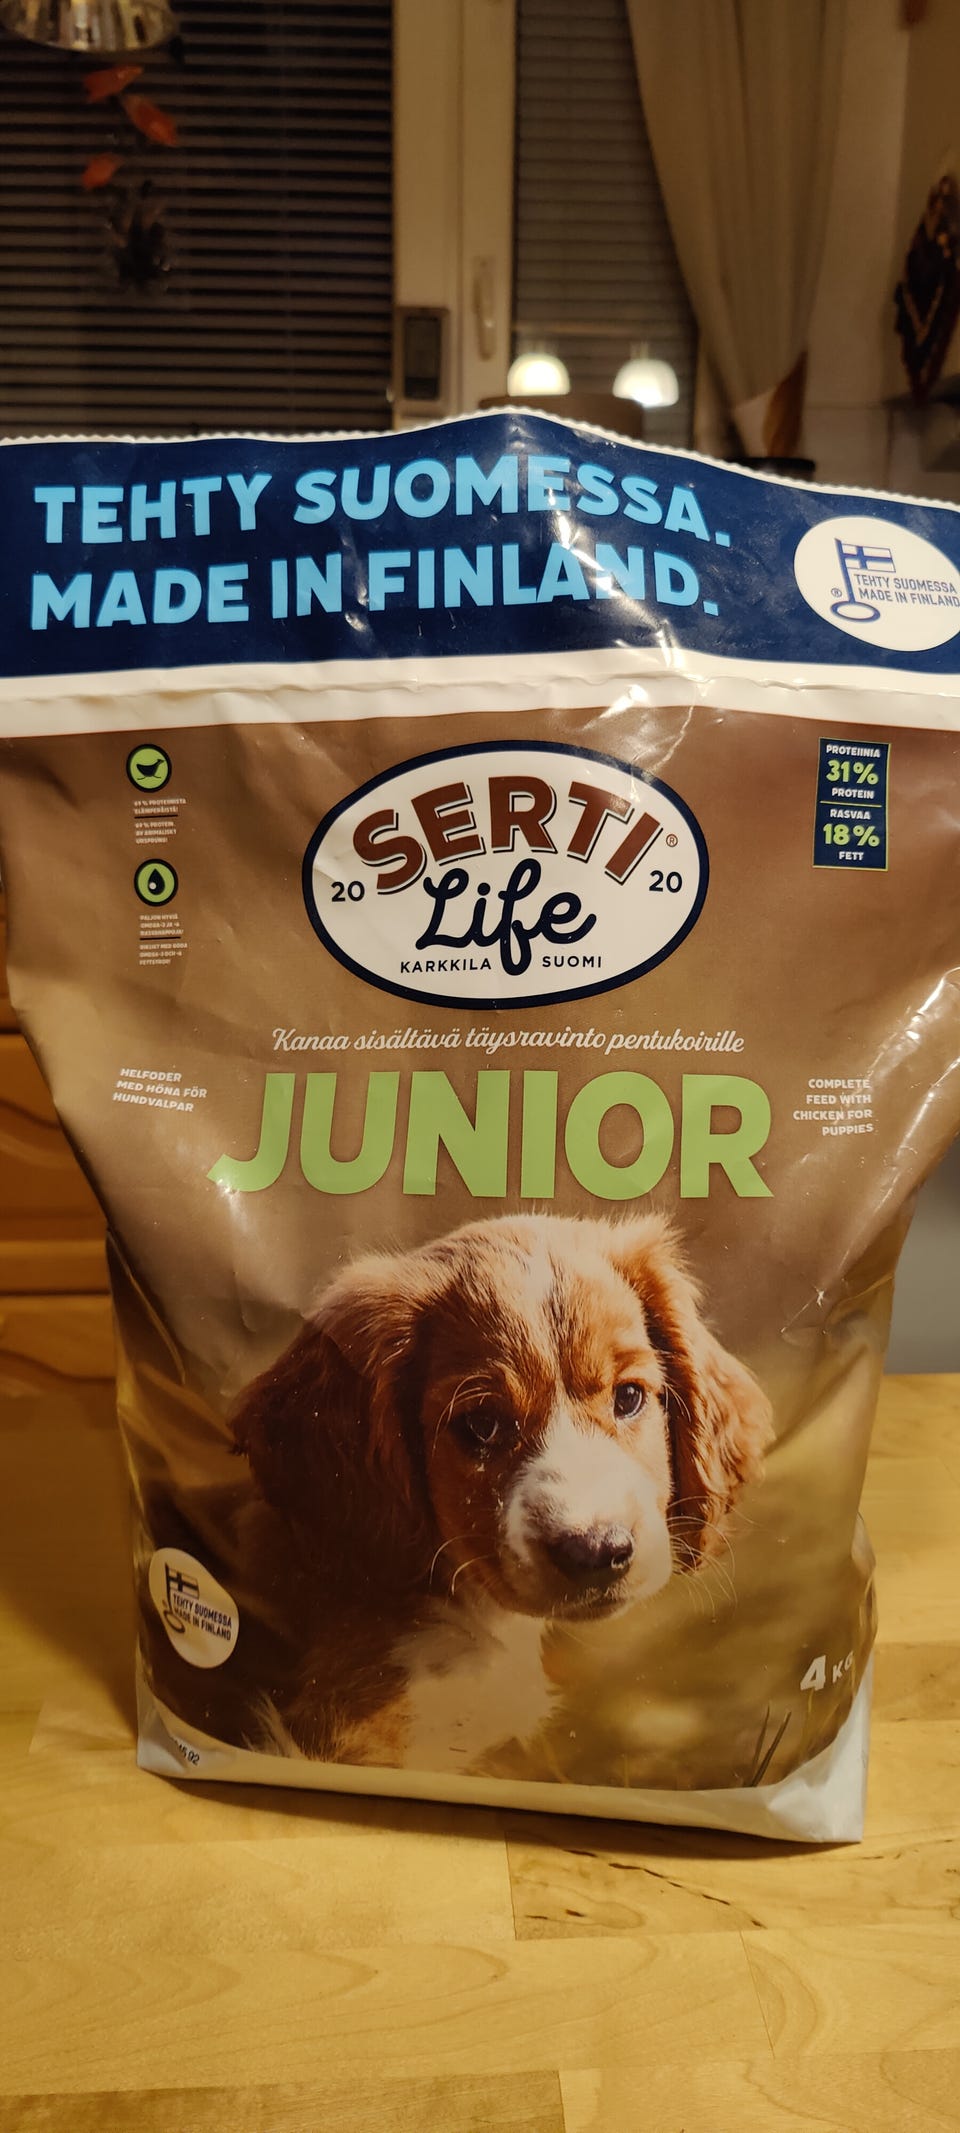 TEHTY SUOMESSA.
MADE IN FINLAND.
TEHTY SUOMESSA
MADE IN FINLAND
®
SERTI®
20 Life 20
KARKKILA SUOMI
PROTEIINIA
31%
PROTEIN
RASVAA
18%
FETT
Kanaa sisältävä täysravinto pentukoirille
JUNIOR
HELFODER
MED HÖNA FÖR
HUNDVALPAR
COMPLETE
FEED WITH
CHICKEN FOR
PUPPIES
TEHTY SUOMESSA
MADE IN FINLAND
4 KG